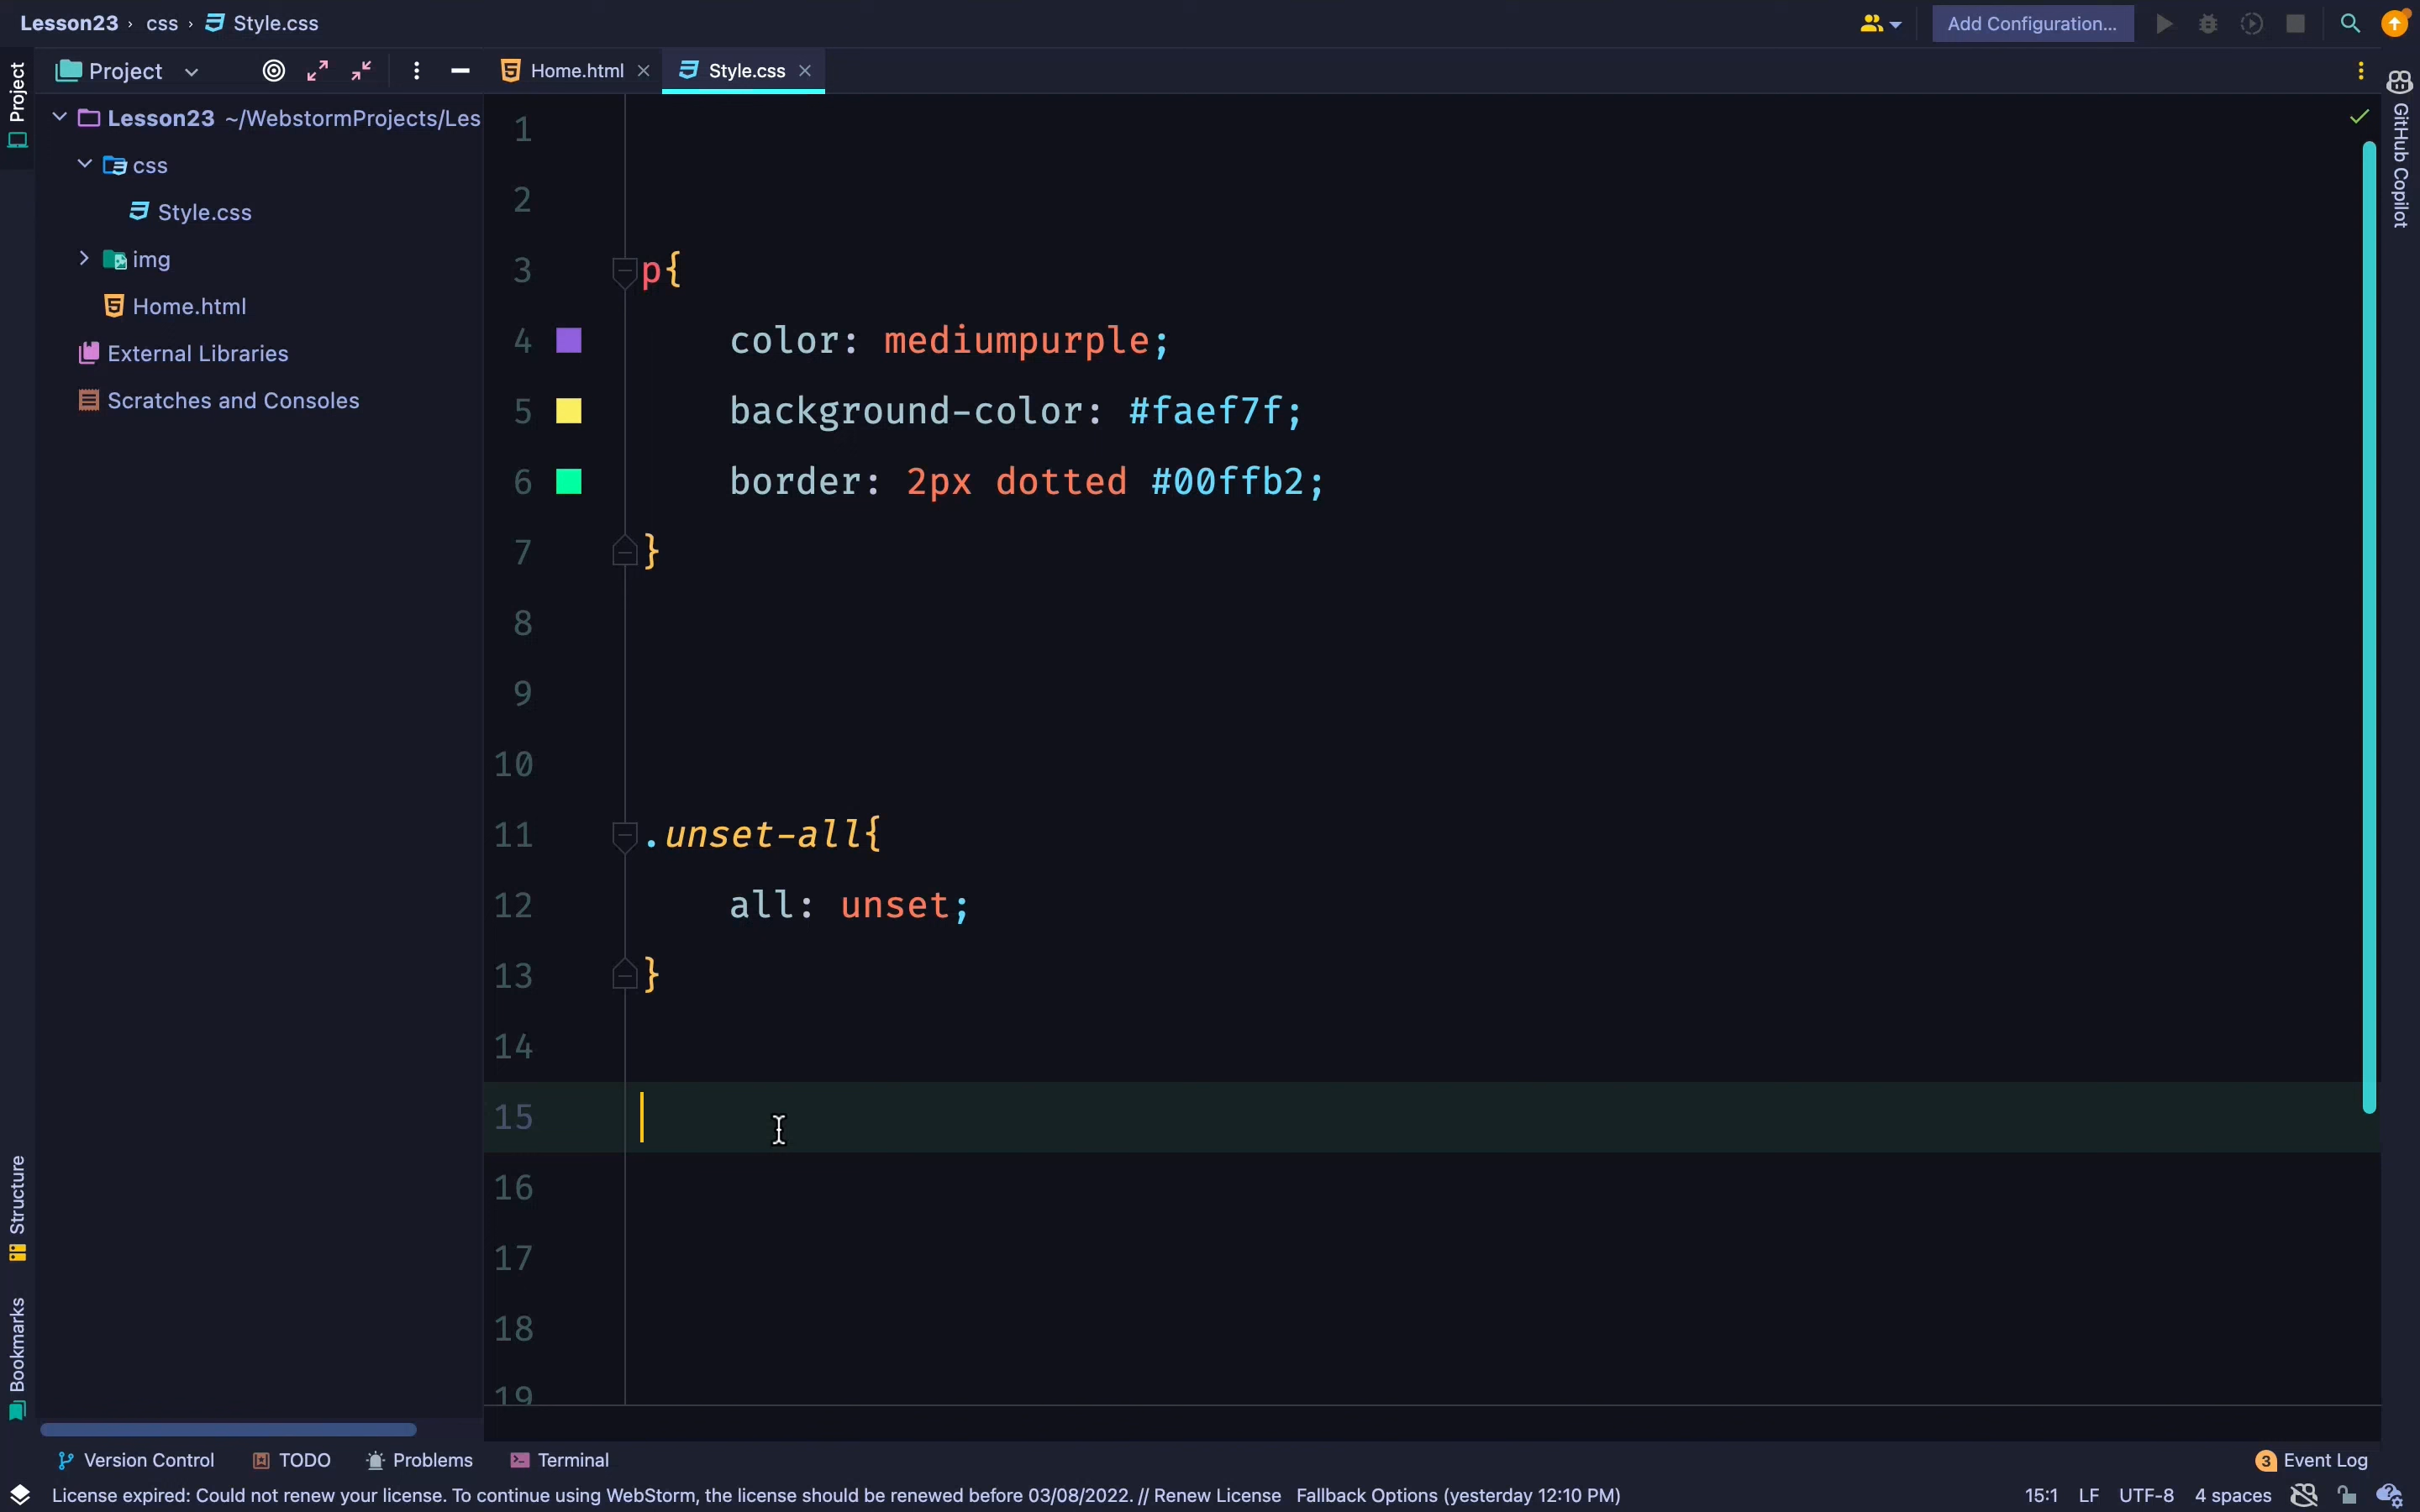 Lesson23 › css › Style.css
Add Configuration...
Project
Home.html
Style.css
Project
Lesson23 ~/WebstormProjects/Les
css
Style.css
img
Home.html
External Libraries
Scratches and Consoles
1
2
3 p{
4 color: mediumpurple;
5 background-color: #faef7f;
6 border: 2px dotted #00ffb2;
7 }
8
9
10
11 .unset-all{
12 all: unset;
13 }
14
15
16
17
18
19
GitHub Copilot
Structure
Bookmarks
Version Control
TODO
Problems
Terminal
3 Event Log
License expired: Could not renew your license. To continue using WebStorm, the license should be renewed before 03/08/2022. // Renew License Fallback Options (yesterday 12:10 PM)
15:1 LF UTF-8 4 spaces